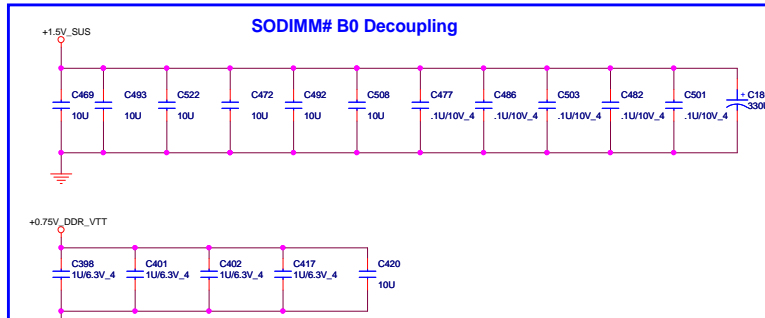 SODIMM# B0 Decoupling
+1.5V_SUS
C469 C493 C522 C472 C492 C508 C477 C486 C503 C482 C501 + C18
10U 10U 10U 10U 10U 10U .1U/10V_4 .1U/10V_4 .1U/10V_4 .1U/10V_4 .1U/10V_4 330U
+0.75V_DDR_VTT
C398 C401 C402 C417 C420
1U/6.3V_4 1U/6.3V_4 1U/6.3V_4 1U/6.3V_4 10U